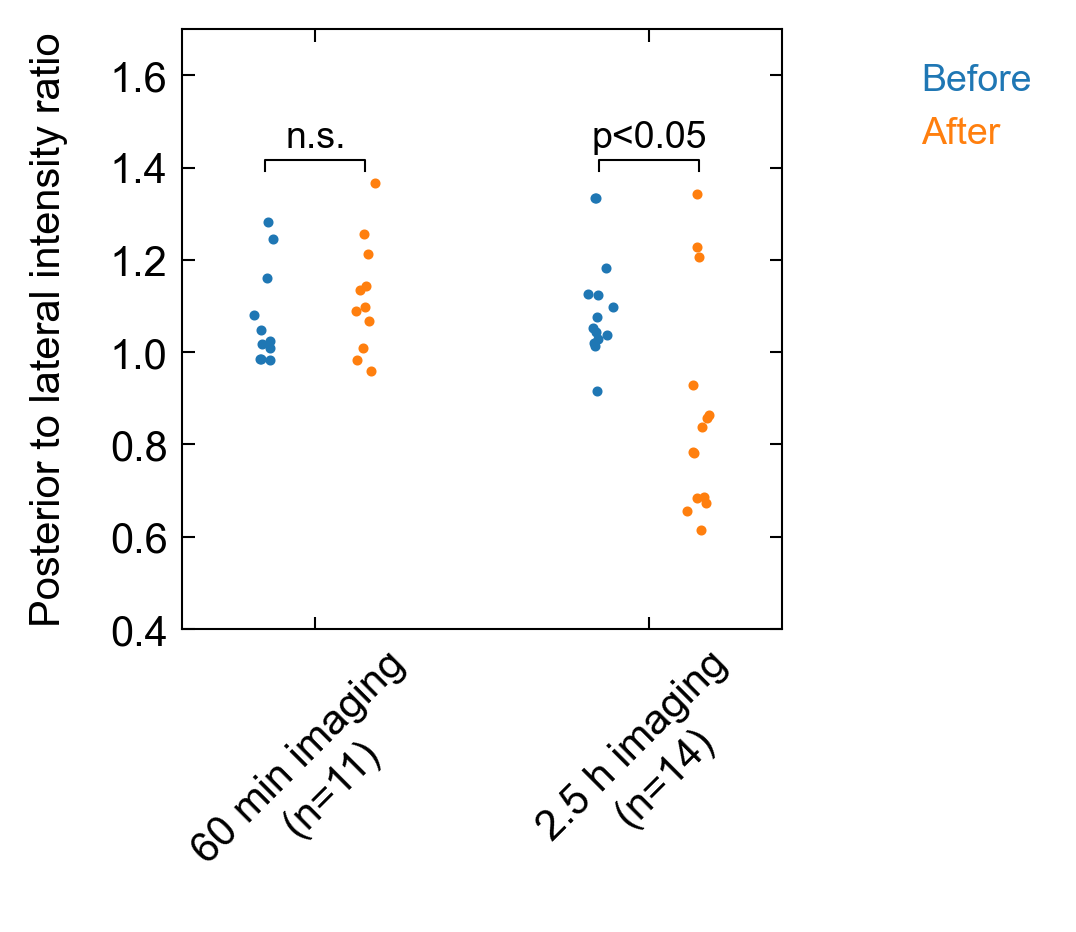 Posterior to lateral intensity ratio
1.6
1.4
1.2
1.0
0.8
0.6
0.4
n.s.
p<0.05
Before
After
60 min imaging
(n=11)
2.5 h imaging
(n=14)